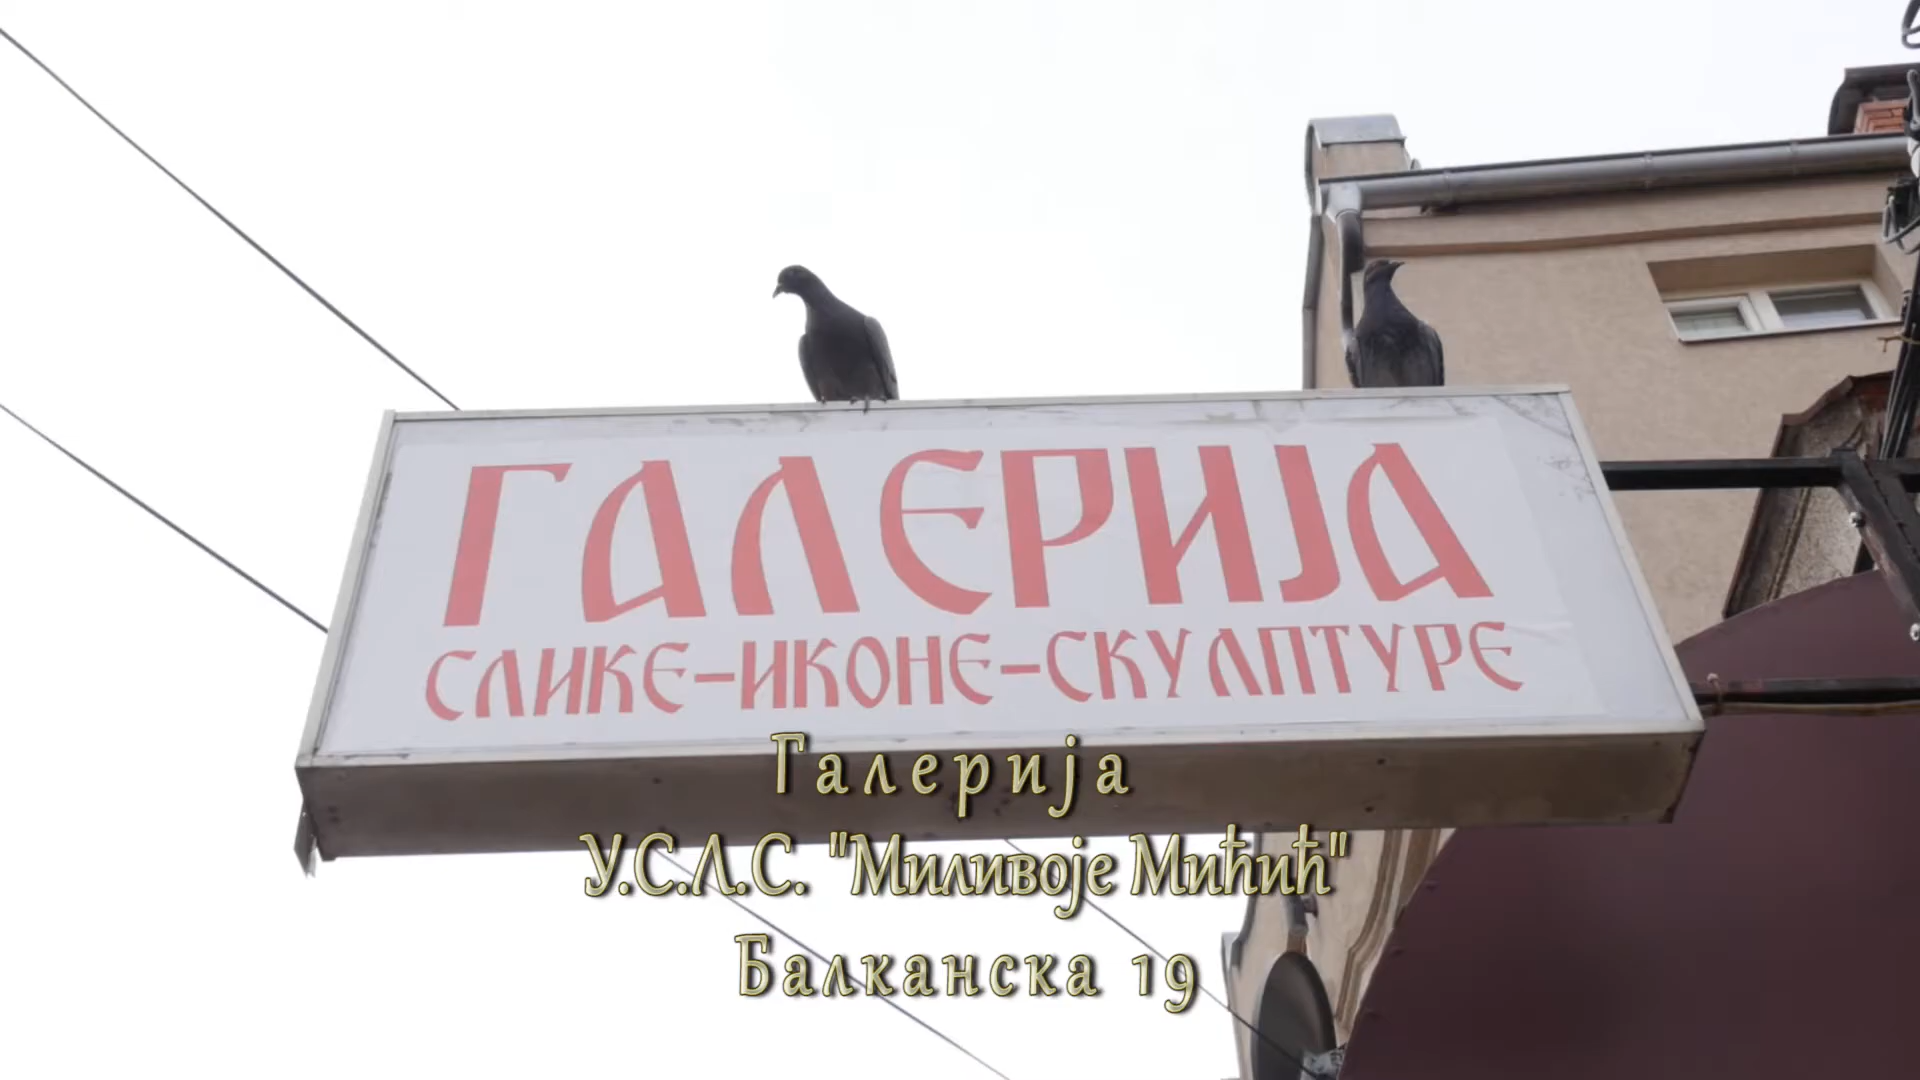 ГАЛЕРИЈА
СЛИКЕ-ИКОНЕ-СКУЛПТУРЕ
Галерија
У.С.Л.С. "Миливоје Мићић"
Балканска 19